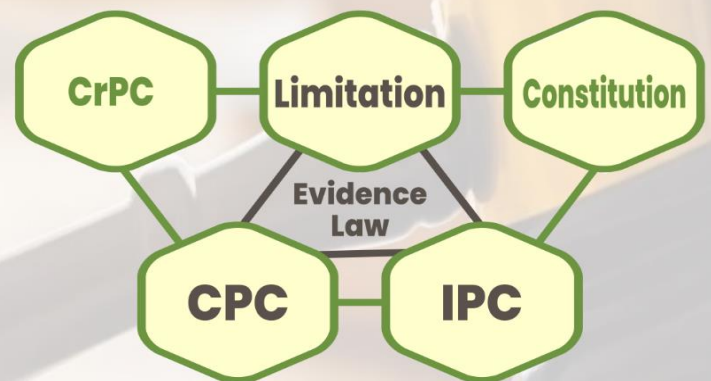 CrPC
Limitation
Constitution
Evidence
Law
CPC
IPC